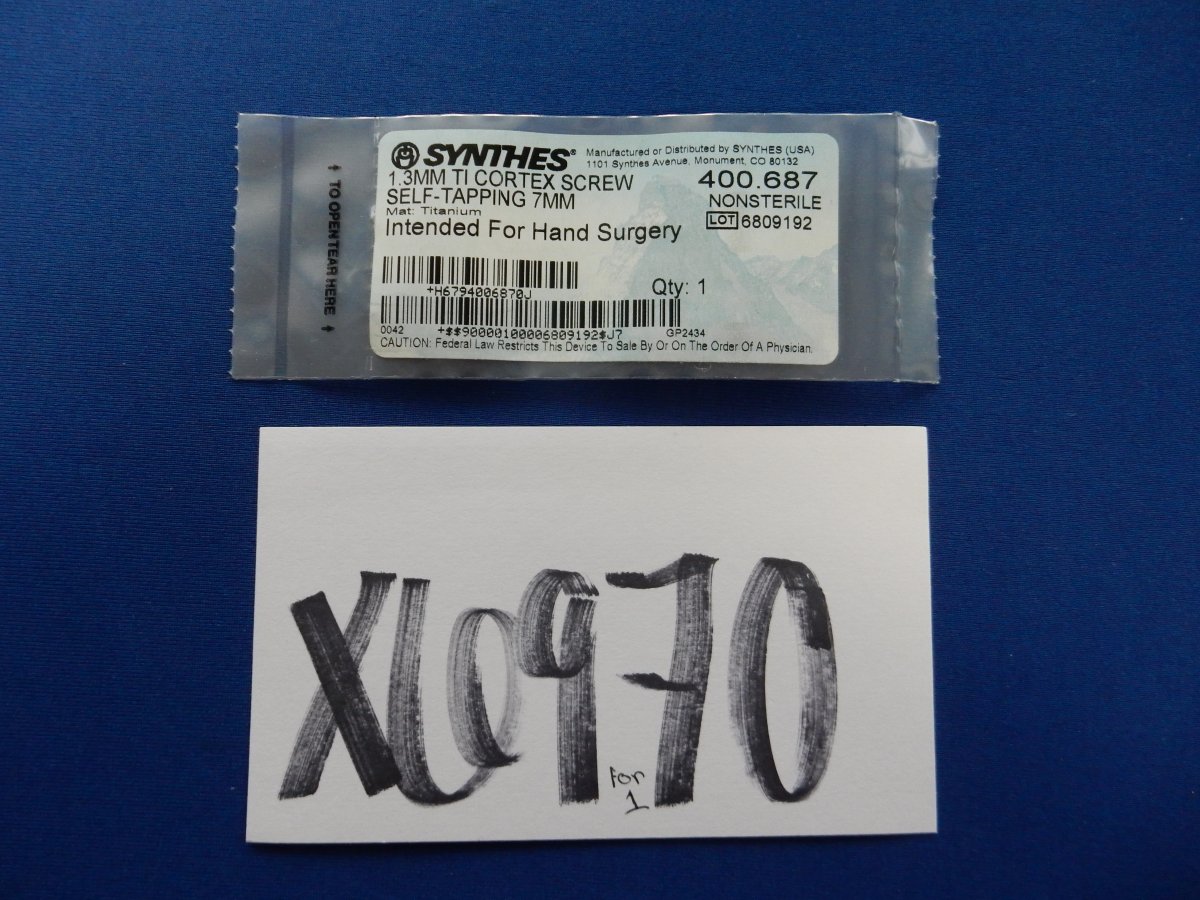 ↑ TO OPEN TEAR HERE ↑
SYNTHES®
Manufactured or Distributed by SYNTHES (USA)
1101 Synthes Avenue, Monument, CO 80132
1.3MM TI CORTEX SCREW
SELF-TAPPING 7MM
Mat: Titanium
Intended For Hand Surgery
400.687
NONSTERILE
LOT 6809192
+H6794006870J
Qty: 1
0042 +$$90000100006809192$J7 GP2434
CAUTION: Federal Law Restricts This Device To Sale By Or On The Order Of A Physician.
X6970
For
1